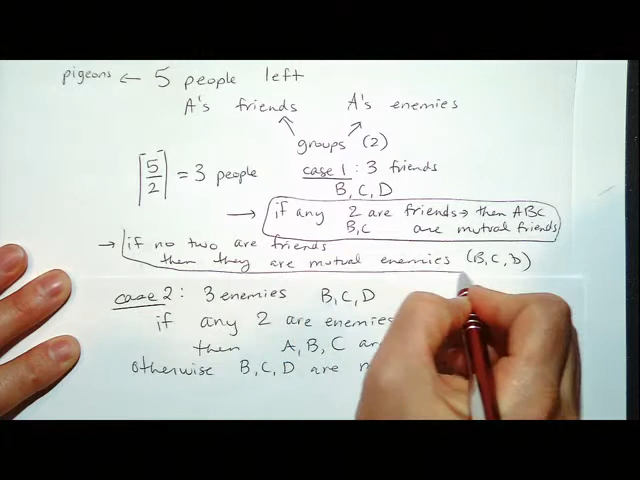 pigeons ← 5 people left
A's friends A's enemies
groups (2)
⌈5/2⌉ = 3 people case 1: 3 friends
B, C, D
→ if any 2 are friends → then ABC
B,C are mutual friends
→ if no two are friends
then they are mutual enemies (B, C, D)
case 2: 3 enemies B, C, D
if any 2 are enemies
then A, B, C
otherwise B, C, D are